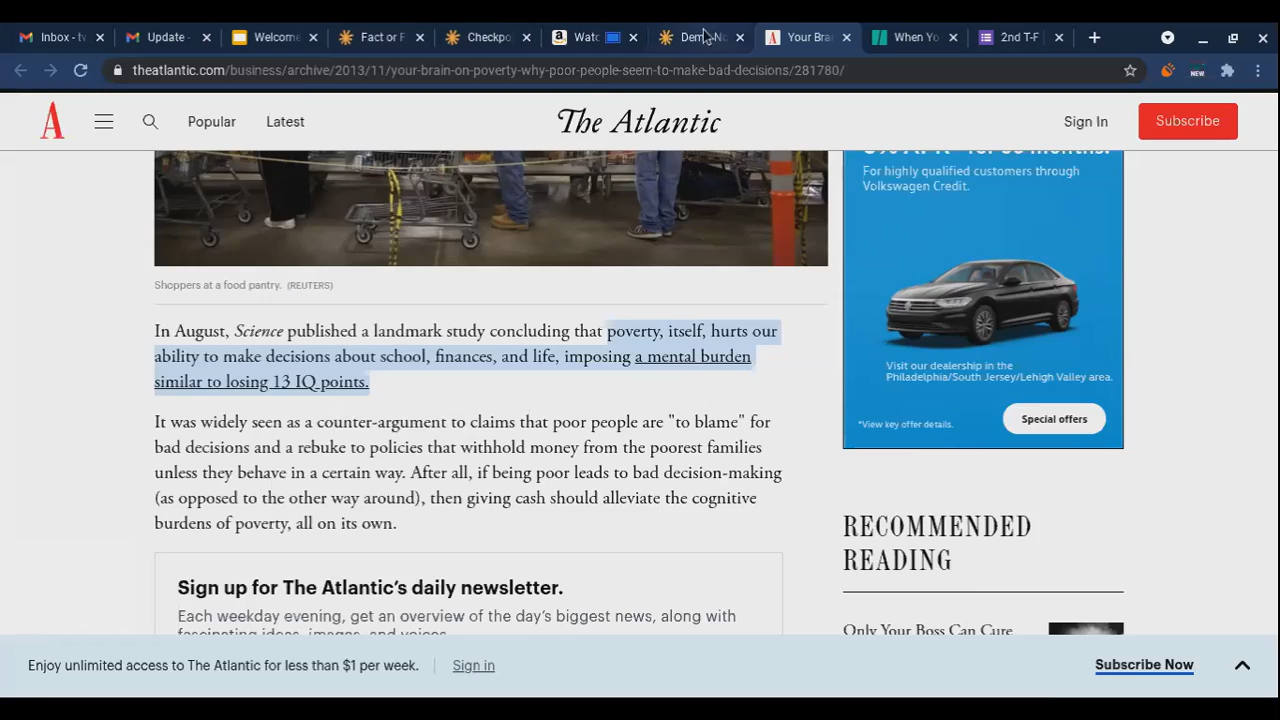 Inbox - tv
Update -
Welcome
Fact or F
Checkpo
Watc
Demo
No
Your Bra
When Yo
2nd T-F
theatlantic.com/business/archive/2013/11/your-brain-on-poverty-why-poor-people-seem-to-make-bad-decisions/281780/
NEW
A
Popular
Latest
The Atlantic
Sign In
Subscribe
For highly qualified customers through
Volkswagen Credit.
Shoppers at a food pantry. (REUTERS)
In August, Science published a landmark study concluding that poverty, itself, hurts our
ability to make decisions about school, finances, and life, imposing a mental burden
similar to losing 13 IQ points.
Visit our dealership in the
Philadelphia/South Jersey/Lehigh Valley area.
*View key offer details.
Special offers
It was widely seen as a counter-argument to claims that poor people are "to blame" for
bad decisions and a rebuke to policies that withhold money from the poorest families
unless they behave in a certain way. After all, if being poor leads to bad decision-making
(as opposed to the other way around), then giving cash should alleviate the cognitive
burdens of poverty, all on its own.
RECOMMENDED
READING
Sign up for The Atlantic's daily newsletter.
Each weekday evening, get an overview of the day's biggest news, along with
fascinating ideas, images, and voices.
Only Your Boss Can Cure
Enjoy unlimited access to The Atlantic for less than $1 per week.
Sign in
Subscribe Now